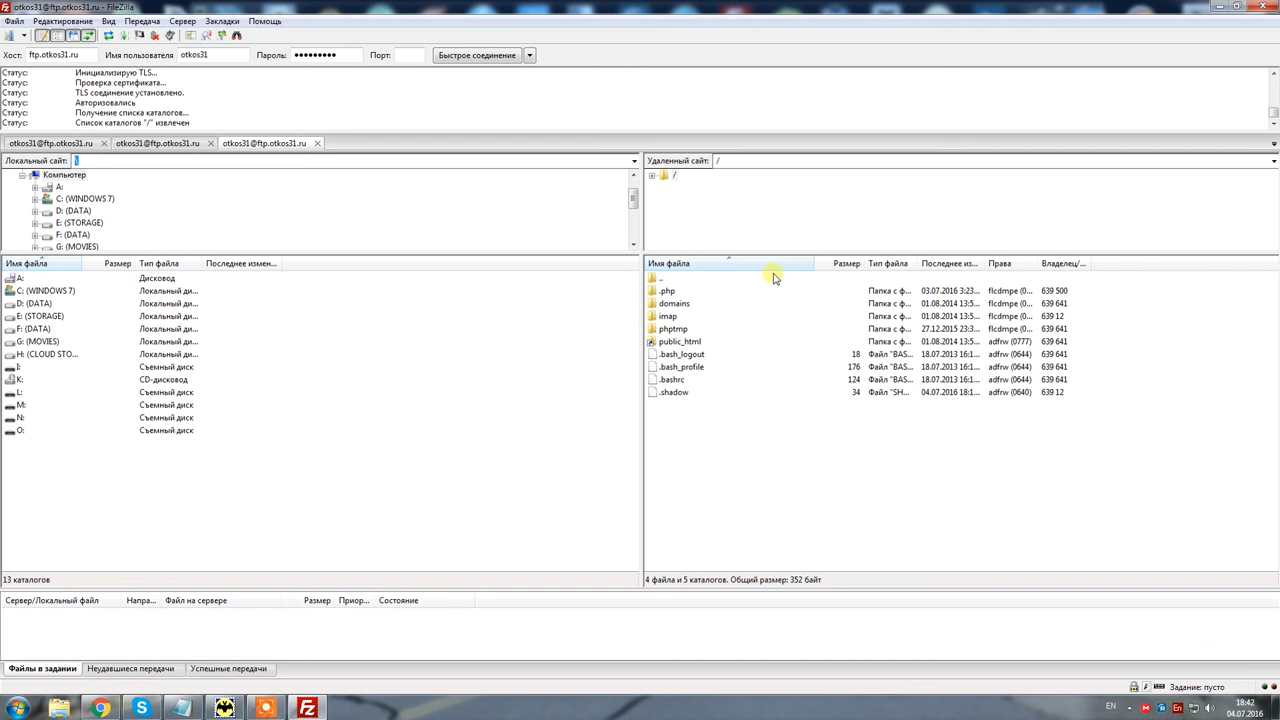 otkos31@ftp.otkos31.ru - FileZilla
Файл Редактирование Вид Передача Сервер Закладки Помощь
Хост: ftp.otkos31.ru Имя пользователя otkos31 Пароль: ●●●●●●●●● Порт: Быстрое соединение
Статус: Инициализирую TLS...
Статус: Проверка сертификата...
Статус: TLS соединение установлено.
Статус: Авторизовались
Статус: Получение списка каталогов...
Статус: Список каталогов "/" извлечен
otkos31@ftp.otkos31.ru otkos31@ftp.otkos31.ru otkos31@ftp.otkos31.ru
Локальный сайт: \ Удаленный сайт: /
Компьютер /
A:
C: (WINDOWS 7)
D: (DATA)
E: (STORAGE)
F: (DATA)
G: (MOVIES)
Имя файла Размер Тип файла Последнее измен...
A: Дисковод
C: (WINDOWS 7) Локальный ди...
D: (DATA) Локальный ди...
E: (STORAGE) Локальный ди...
F: (DATA) Локальный ди...
G: (MOVIES) Локальный ди...
H: (CLOUD STO... Локальный ди...
I: Съемный диск
K: CD-дисковод
L: Съемный диск
M: Съемный диск
N: Съемный диск
O: Съемный диск
13 каталогов
Имя файла Размер Тип файла Последнее из... Права Владелец/...
..
.php Папка с ф... 03.07.2016 3:23... flcdmpe (0... 639 500
domains Папка с ф... 01.08.2014 13:5... flcdmpe (0... 639 641
imap Папка с ф... 01.08.2014 13:5... flcdmpe (0... 639 12
phptmp Папка с ф... 27.12.2015 23:3... flcdmpe (0... 639 641
public_html Папка с ф... 01.08.2014 13:5... adfrw (0777) 639 641
.bash_logout 18 Файл "BAS... 18.07.2013 16:1... adfrw (0644) 639 641
.bash_profile 176 Файл "BAS... 18.07.2013 16:1... adfrw (0644) 639 641
.bashrc 124 Файл "BAS... 18.07.2013 16:1... adfrw (0644) 639 641
.shadow 34 Файл "SH... 04.07.2016 18:1... adfrw (0640) 639 12
4 файла и 5 каталогов. Общий размер: 352 байт
Сервер/Локальный файл Напра... Файл на сервере Размер Приор... Состояние
Файлы в задании Неудавшиеся передачи Успешные передачи
Задание: пусто
EN 18:42
04.07.2016